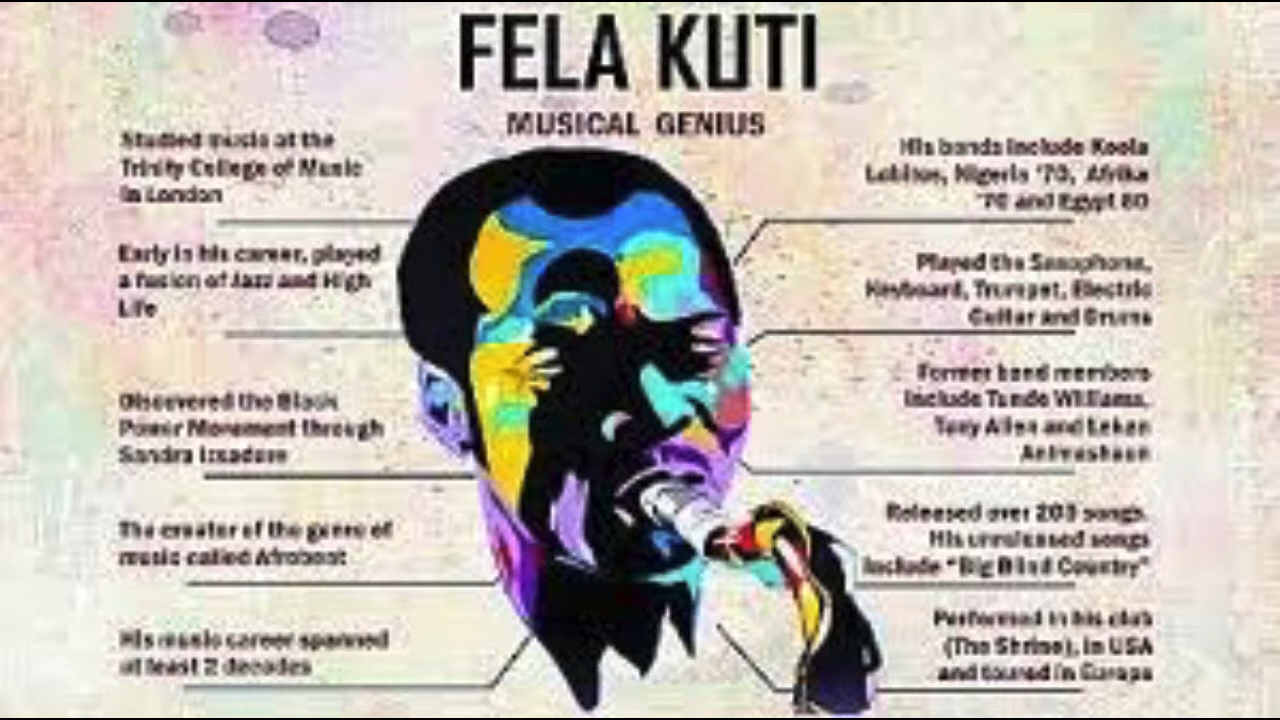 FELA KUTI
MUSICAL GENIUS
Studied music at the
Trinity College of Music
in London
Early in his career, played
a fusion of Jazz and High
Life
Discovered the Black
Power Movement through
Sandra Izsadore
The creator of the genre of
music called Afrobeat
His music career spanned
at least 2 decades
His bands include Koola
Lobitos, Nigeria '70, Afrika
'70 and Egypt 80
Played the Saxophone,
Keyboard, Trumpet, Electric
Guitar and Drums
Former band members
include Tunde Williams,
Tony Allen and Lekan
Animashaun
Released over songs.
His unreleased songs
include "Big Blind Country"
Performed in his club
(The Shrine), in USA
and toured in Europe